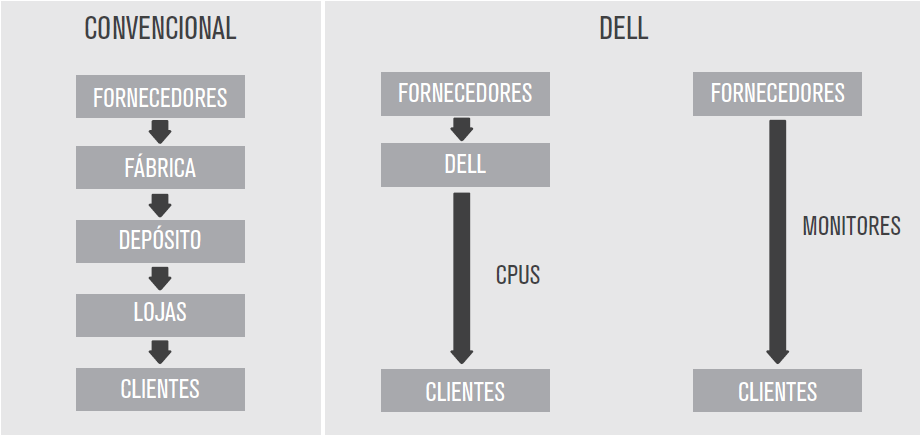 CONVENCIONAL
FORNECEDORES
FÁBRICA
DEPÓSITO
LOJAS
CLIENTES
DELL
FORNECEDORES
DELL
CPUS
CLIENTES
FORNECEDORES
MONITORES
CLIENTES